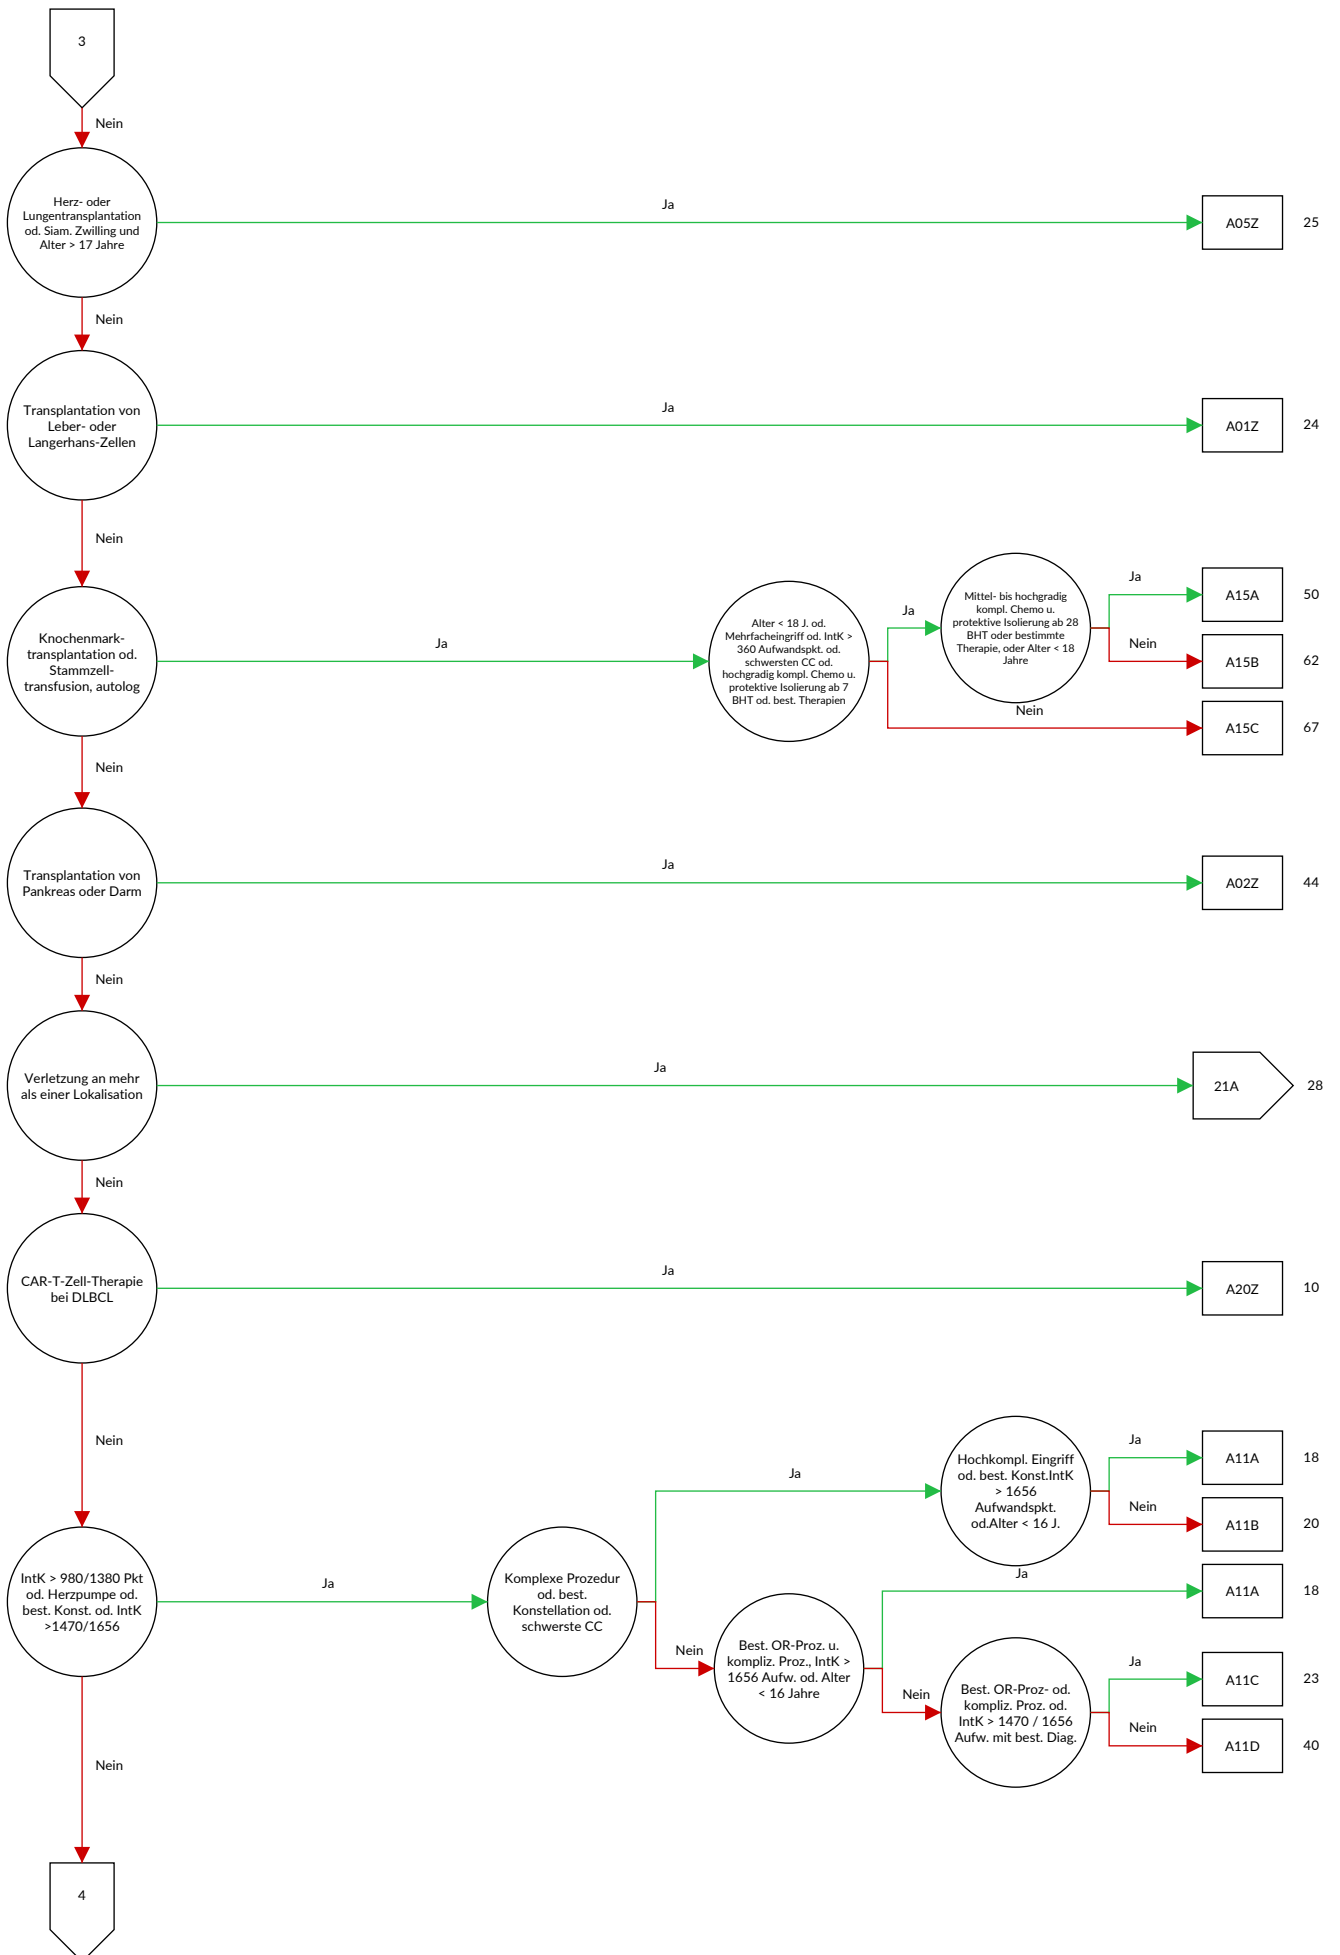 3
Nein
Herz- oder
Lungentransplantation
od. Siam. Zwilling und
Alter > 17 Jahre
Ja
A05Z
25
Nein
Transplantation von
Leber- oder
Langerhans-Zellen
Ja
A01Z
24
Nein
Knochenmark-
transplantation od.
Stammzell-
transfusion, autolog
Ja
Alter < 18 J. od.
Mehrfacheingriff od. IntK >
360 Aufwandspkt. od.
schwersten CC od.
hochgradig kompl. Chemo u.
protektive Isolierung ab 7
BHT od. best. Therapien
Ja
Mittel- bis hochgradig
kompl. Chemo u.
protektive Isolierung ab 28
BHT oder bestimmte
Therapie, oder Alter < 18
Jahre
Ja
A15A
50
Nein
A15B
62
Nein
A15C
67
Nein
Transplantation von
Pankreas oder Darm
Ja
A02Z
44
Nein
Verletzung an mehr
als einer Lokalisation
Ja
21A
28
Nein
CAR-T-Zell-Therapie
bei DLBCL
Ja
A20Z
10
Nein
IntK > 980/1380 Pkt
od. Herzpumpe od.
best. Konst. od. IntK
>1470/1656
Ja
Komplexe Prozedur
od. best.
Konstellation od.
schwerste CC
Ja
Hochkompl. Eingriff
od. best. Konst.IntK
> 1656
Aufwandspkt.
od.Alter < 16 J.
Ja
A11A
18
Nein
A11B
20
Nein
Best. OR-Proz. u.
kompliz. Proz., IntK >
1656 Aufw. od. Alter
< 16 Jahre
Ja
A11A
18
Nein
Best. OR-Proz- od.
kompliz. Proz. od.
IntK > 1470 / 1656
Aufw. mit best. Diag.
Ja
A11C
23
Nein
A11D
40
Nein
4